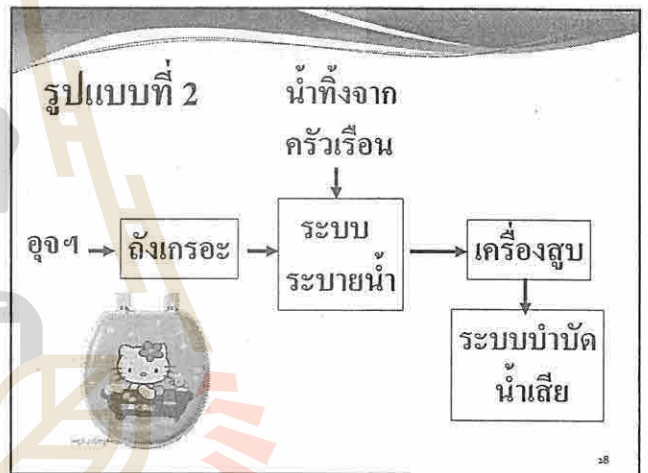 รูปแบบที่ 2
น้ำทิ้งจาก
ครัวเรือน
อุจฯ
ถังเกรอะ
ระบบ
ระบายน้ำ
เครื่องสูบ
ระบบบำบัด
น้ำเสีย
28